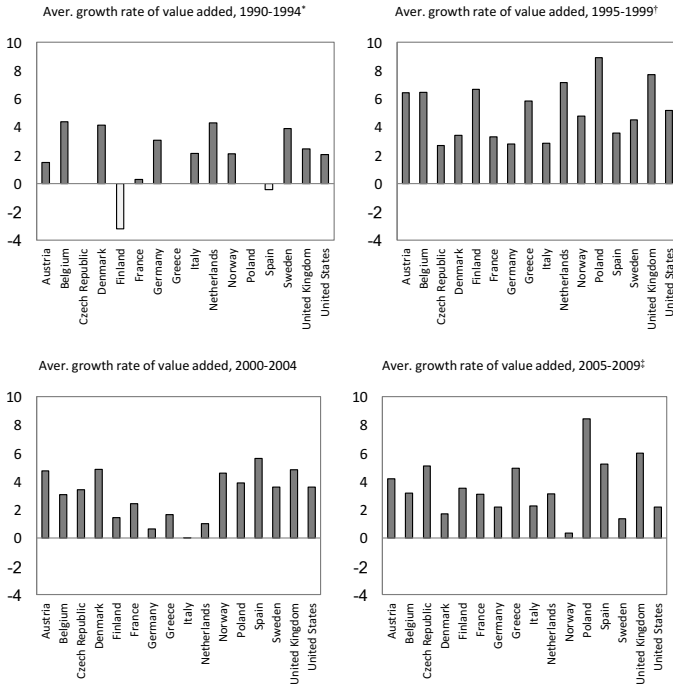 Aver. growth rate of value added, 1990-1994*
10
8
6
4
2
0
-2
-4
Austria
Belgium
Czech Republic
Denmark
Finland
France
Germany
Greece
Italy
Netherlands
Norway
Poland
Spain
Sweden
United Kingdom
United States
Aver. growth rate of value added, 1995-1999†
10
8
6
4
2
0
-2
-4
Austria
Belgium
Czech Republic
Denmark
Finland
France
Germany
Greece
Italy
Netherlands
Norway
Poland
Spain
Sweden
United Kingdom
United States
Aver. growth rate of value added, 2000-2004
10
8
6
4
2
0
-2
-4
Austria
Belgium
Czech Republic
Denmark
Finland
France
Germany
Greece
Italy
Netherlands
Norway
Poland
Spain
Sweden
United Kingdom
United States
Aver. growth rate of value added, 2005-2009‡
10
8
6
4
2
0
-2
-4
Austria
Belgium
Czech Republic
Denmark
Finland
France
Germany
Greece
Italy
Netherlands
Norway
Poland
Spain
Sweden
United Kingdom
United States